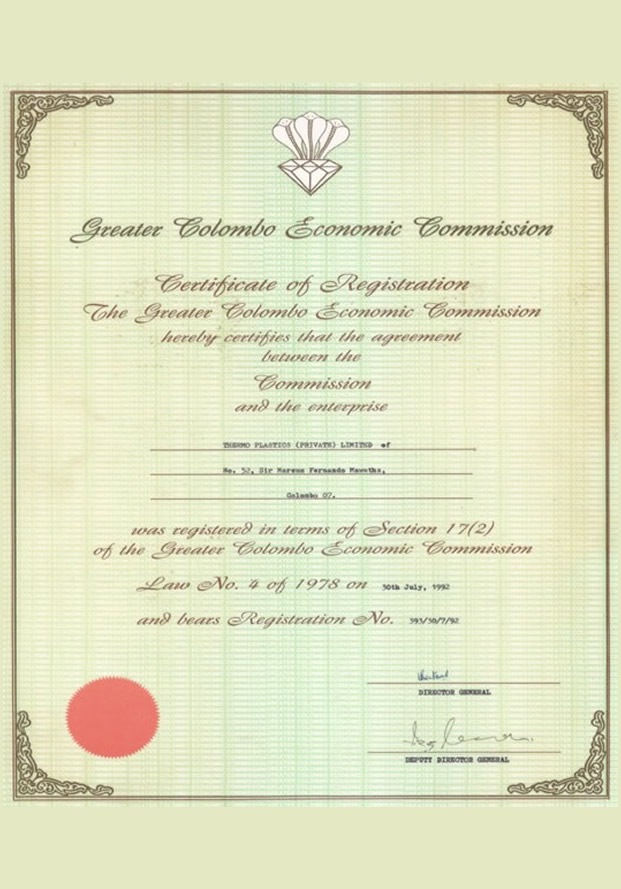 Greater Colombo Economic Commission
Certificate of Registration
The Greater Colombo Economic Commission
hereby certifies that the agreement
between the
Commission
and the enterprise
THERMO PLASTICS (PRIVATE) LIMITED of
No. 32, Sir Marcus Fernando Mawatha,
Colombo 07.
was registered in terms of Section 17(2)
of the Greater Colombo Economic Commission
Law No. 4 of 1978 on 30th July, 1992
and bears Registration No. 393/30/7/92
DIRECTOR GENERAL
DEPUTY DIRECTOR GENERAL